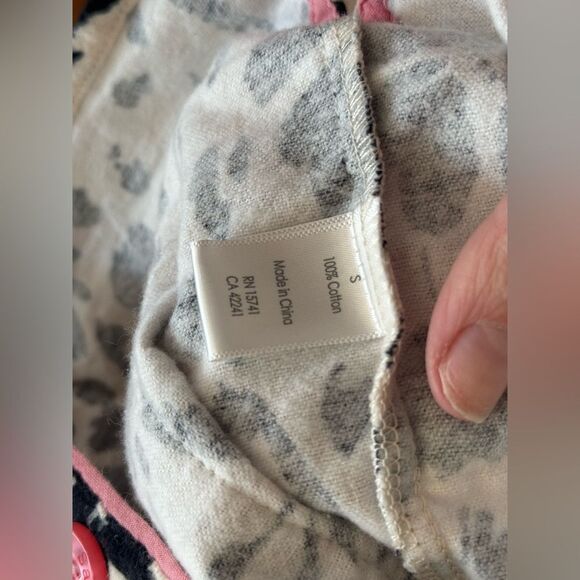 S
100% Cotton
Made in China
RN 15741
CA 42241